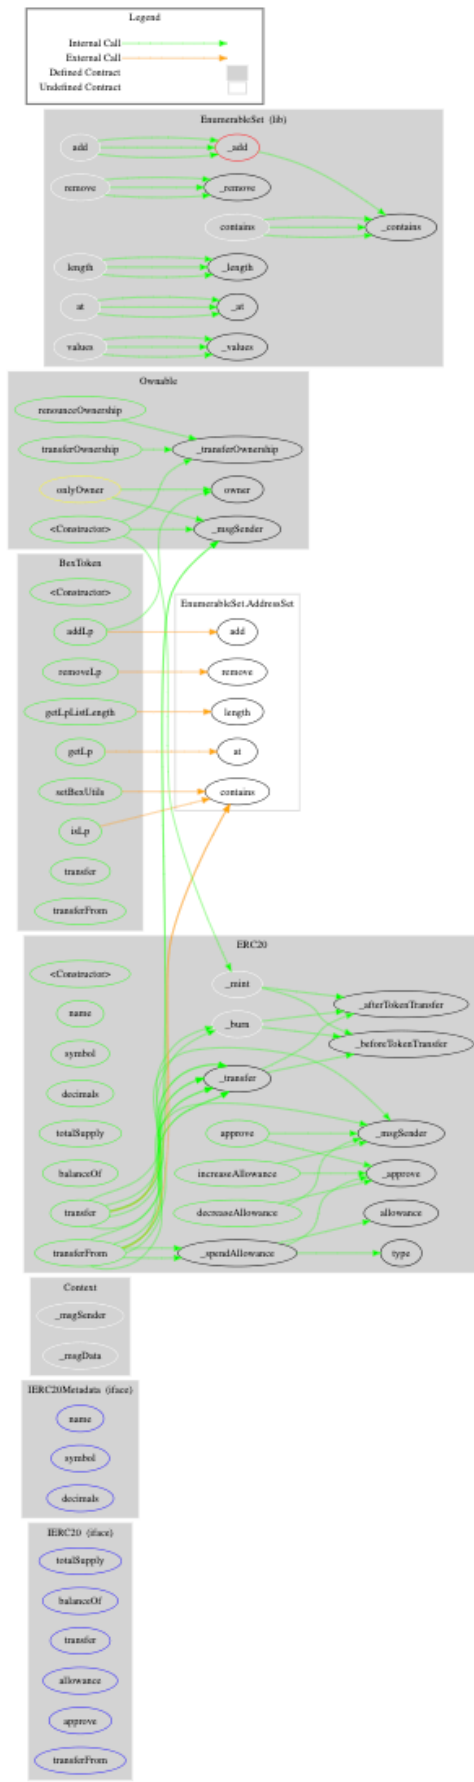 Legend
Internal Call
External Call
Defined Contract
Undefined Contract
EnumerableSet (lib)
add
_add
remove
_remove
contains
_contains
length
_length
at
_at
values
_values
Ownable
renounceOwnership
transferOwnership
_transferOwnership
onlyOwner
owner
<Constructor>
_msgSender
BexToken
<Constructor>
addLp
removeLp
getLpListLength
getLp
setBexUtils
isLp
transfer
transferFrom
EnumerableSet.AddressSet
add
remove
length
at
contains
ERC20
<Constructor>
_mint
_afterTokenTransfer
name
_burn
_beforeTokenTransfer
symbol
_transfer
decimals
totalSupply
approve
_msgSender
balanceOf
increaseAllowance
_approve
transfer
decreaseAllowance
allowance
transferFrom
_spendAllowance
type
Context
_msgSender
_msgData
IERC20Metadata (iface)
name
symbol
decimals
IERC20 (iface)
totalSupply
balanceOf
transfer
allowance
approve
transferFrom